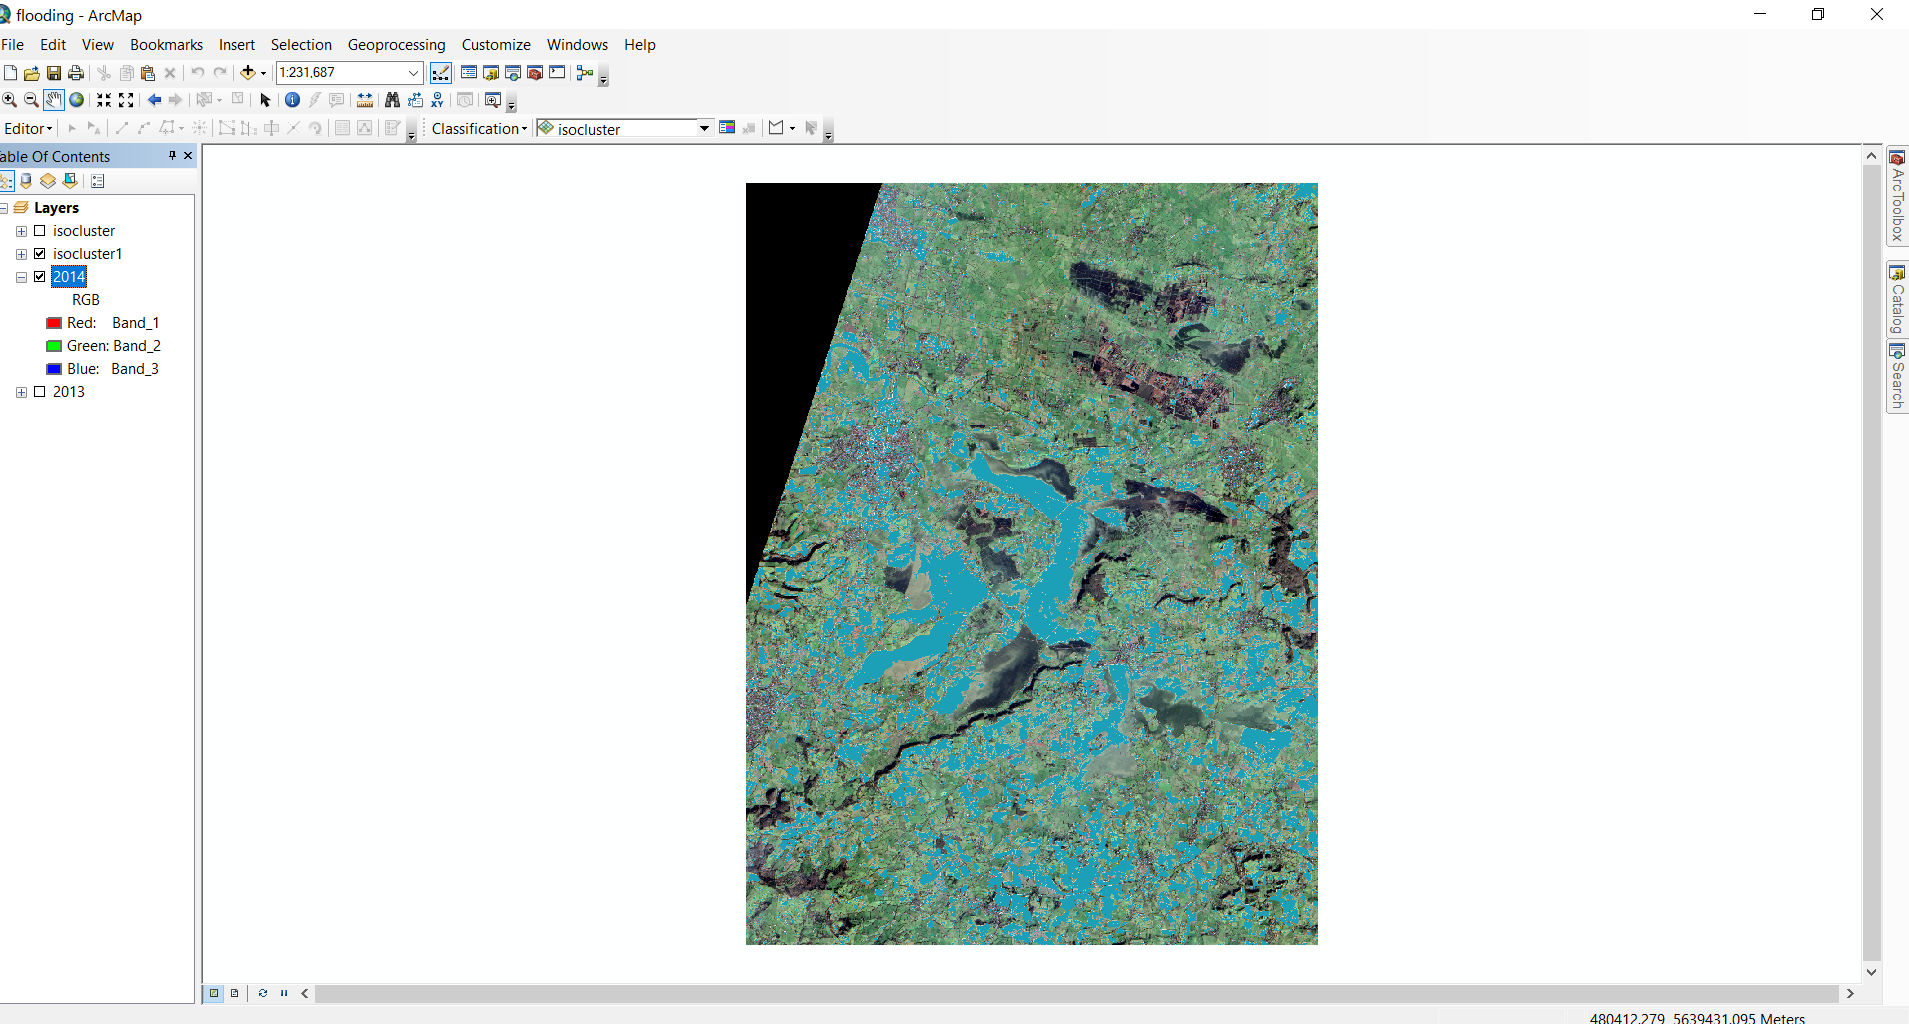 flooding - ArcMap
File Edit View Bookmarks Insert Selection Geoprocessing Customize Windows Help
1:231,687
Editor Classification isocluster
able Of Contents
Layers
isocluster
isocluster1
2014
RGB
Red: Band_1
Green: Band_2
Blue: Band_3
2013
ArcToolbox
Catalog
Search
480412.279 5639431.095 Meters